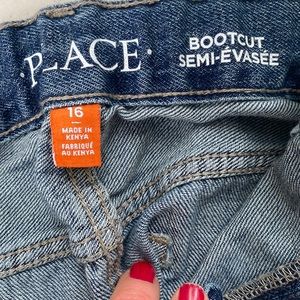 ·PLACE·
BOOTCUT
SEMI-ÉVASÉE
16
MADE IN
KENYA
FABRIQUÉ
AU KENYA